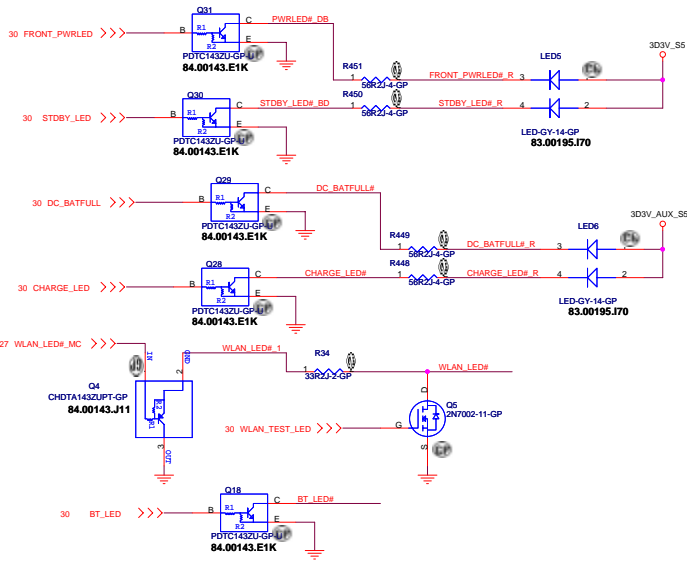 Q31
PWRLED#_DB
30 FRONT_PWRLED
B
R1
R2
C
E
PDTC143ZU-GP-U
84.00143.E1K
R451
1
56R2J-4-GP
FRONT_PWRLED#_R
3
LED5
3D3V_S5
Q30
STDBY_LED#_BD
30 STDBY_LED
B
R1
R2
C
E
PDTC143ZU-GP-U
84.00143.E1K
R450
1
56R2J-4-GP
STDBY_LED#_R
4
2
LED-GY-14-GP
83.00195.I70
Q29
DC_BATFULL#
30 DC_BATFULL
B
R1
R2
C
E
PDTC143ZU-GP-U
84.00143.E1K
R449
1
56R2J-4-GP
DC_BATFULL#_R
3
LED6
3D3V_AUX_S5
Q28
CHARGE_LED#
30 CHARGE_LED
B
R1
R2
C
E
PDTC143ZU-GP-U
84.00143.E1K
R448
1
56R2J-4-GP
CHARGE_LED#_R
4
2
LED-GY-14-GP
83.00195.I70
27 WLAN_LED#_MC
IN
GND
2
WLAN_LED#_1
R34
1
33R2J-2-GP
WLAN_LED#
Q4
CHDTA143ZUPT-GP
84.00143.J11
R2
R1
3
OUT
30 WLAN_TEST_LED
G
D
S
Q5
2N7002-11-GP
Q18
BT_LED#
30 BT_LED
B
R1
R2
C
E
PDTC143ZU-GP-U
84.00143.E1K